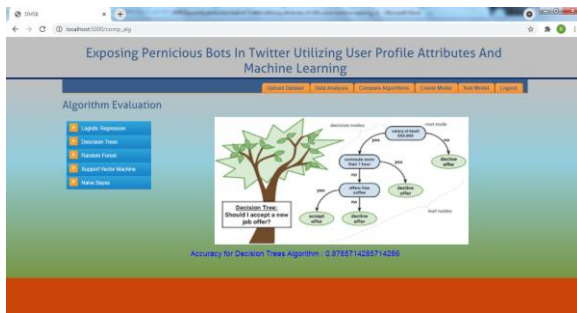 DMSB
localhost:5000/comp_alg
Exposing Pernicious Bots In Twitter Utilizing User Profile Attributes And
Machine Learning
Upload Dataset
Data Analysis
Compare Algorithms
Create Model
Test Model
Logout
Algorithm Evaluation
Logistic Regression
Descision Trees
Random Forest
Support Vector Machine
Naive Bayes
decision nodes
root node
salary at least
$50,000
yes
no
commute more
than 1 hour
decline
offer
yes
no
offers free
coffee
decline
offer
yes
no
leaf nodes
accept
offer
decline
offer
Decision Tree:
Should I accept a new
job offer?
Accuracy for Decision Trees Algorithm : 0.8785714285714286